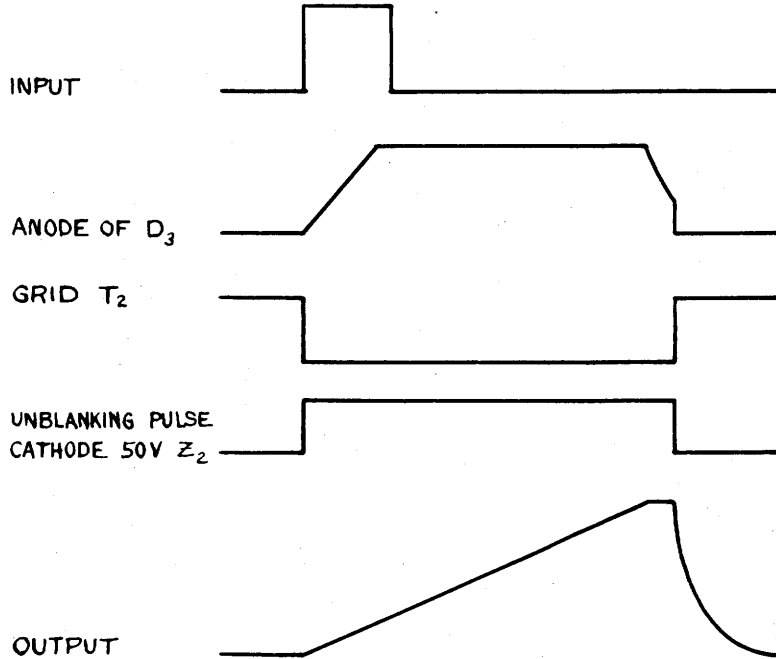 INPUT
ANODE OF D₃
GRID T₂
UNBLANKING PULSE
CATHODE 50V Z₂
OUTPUT